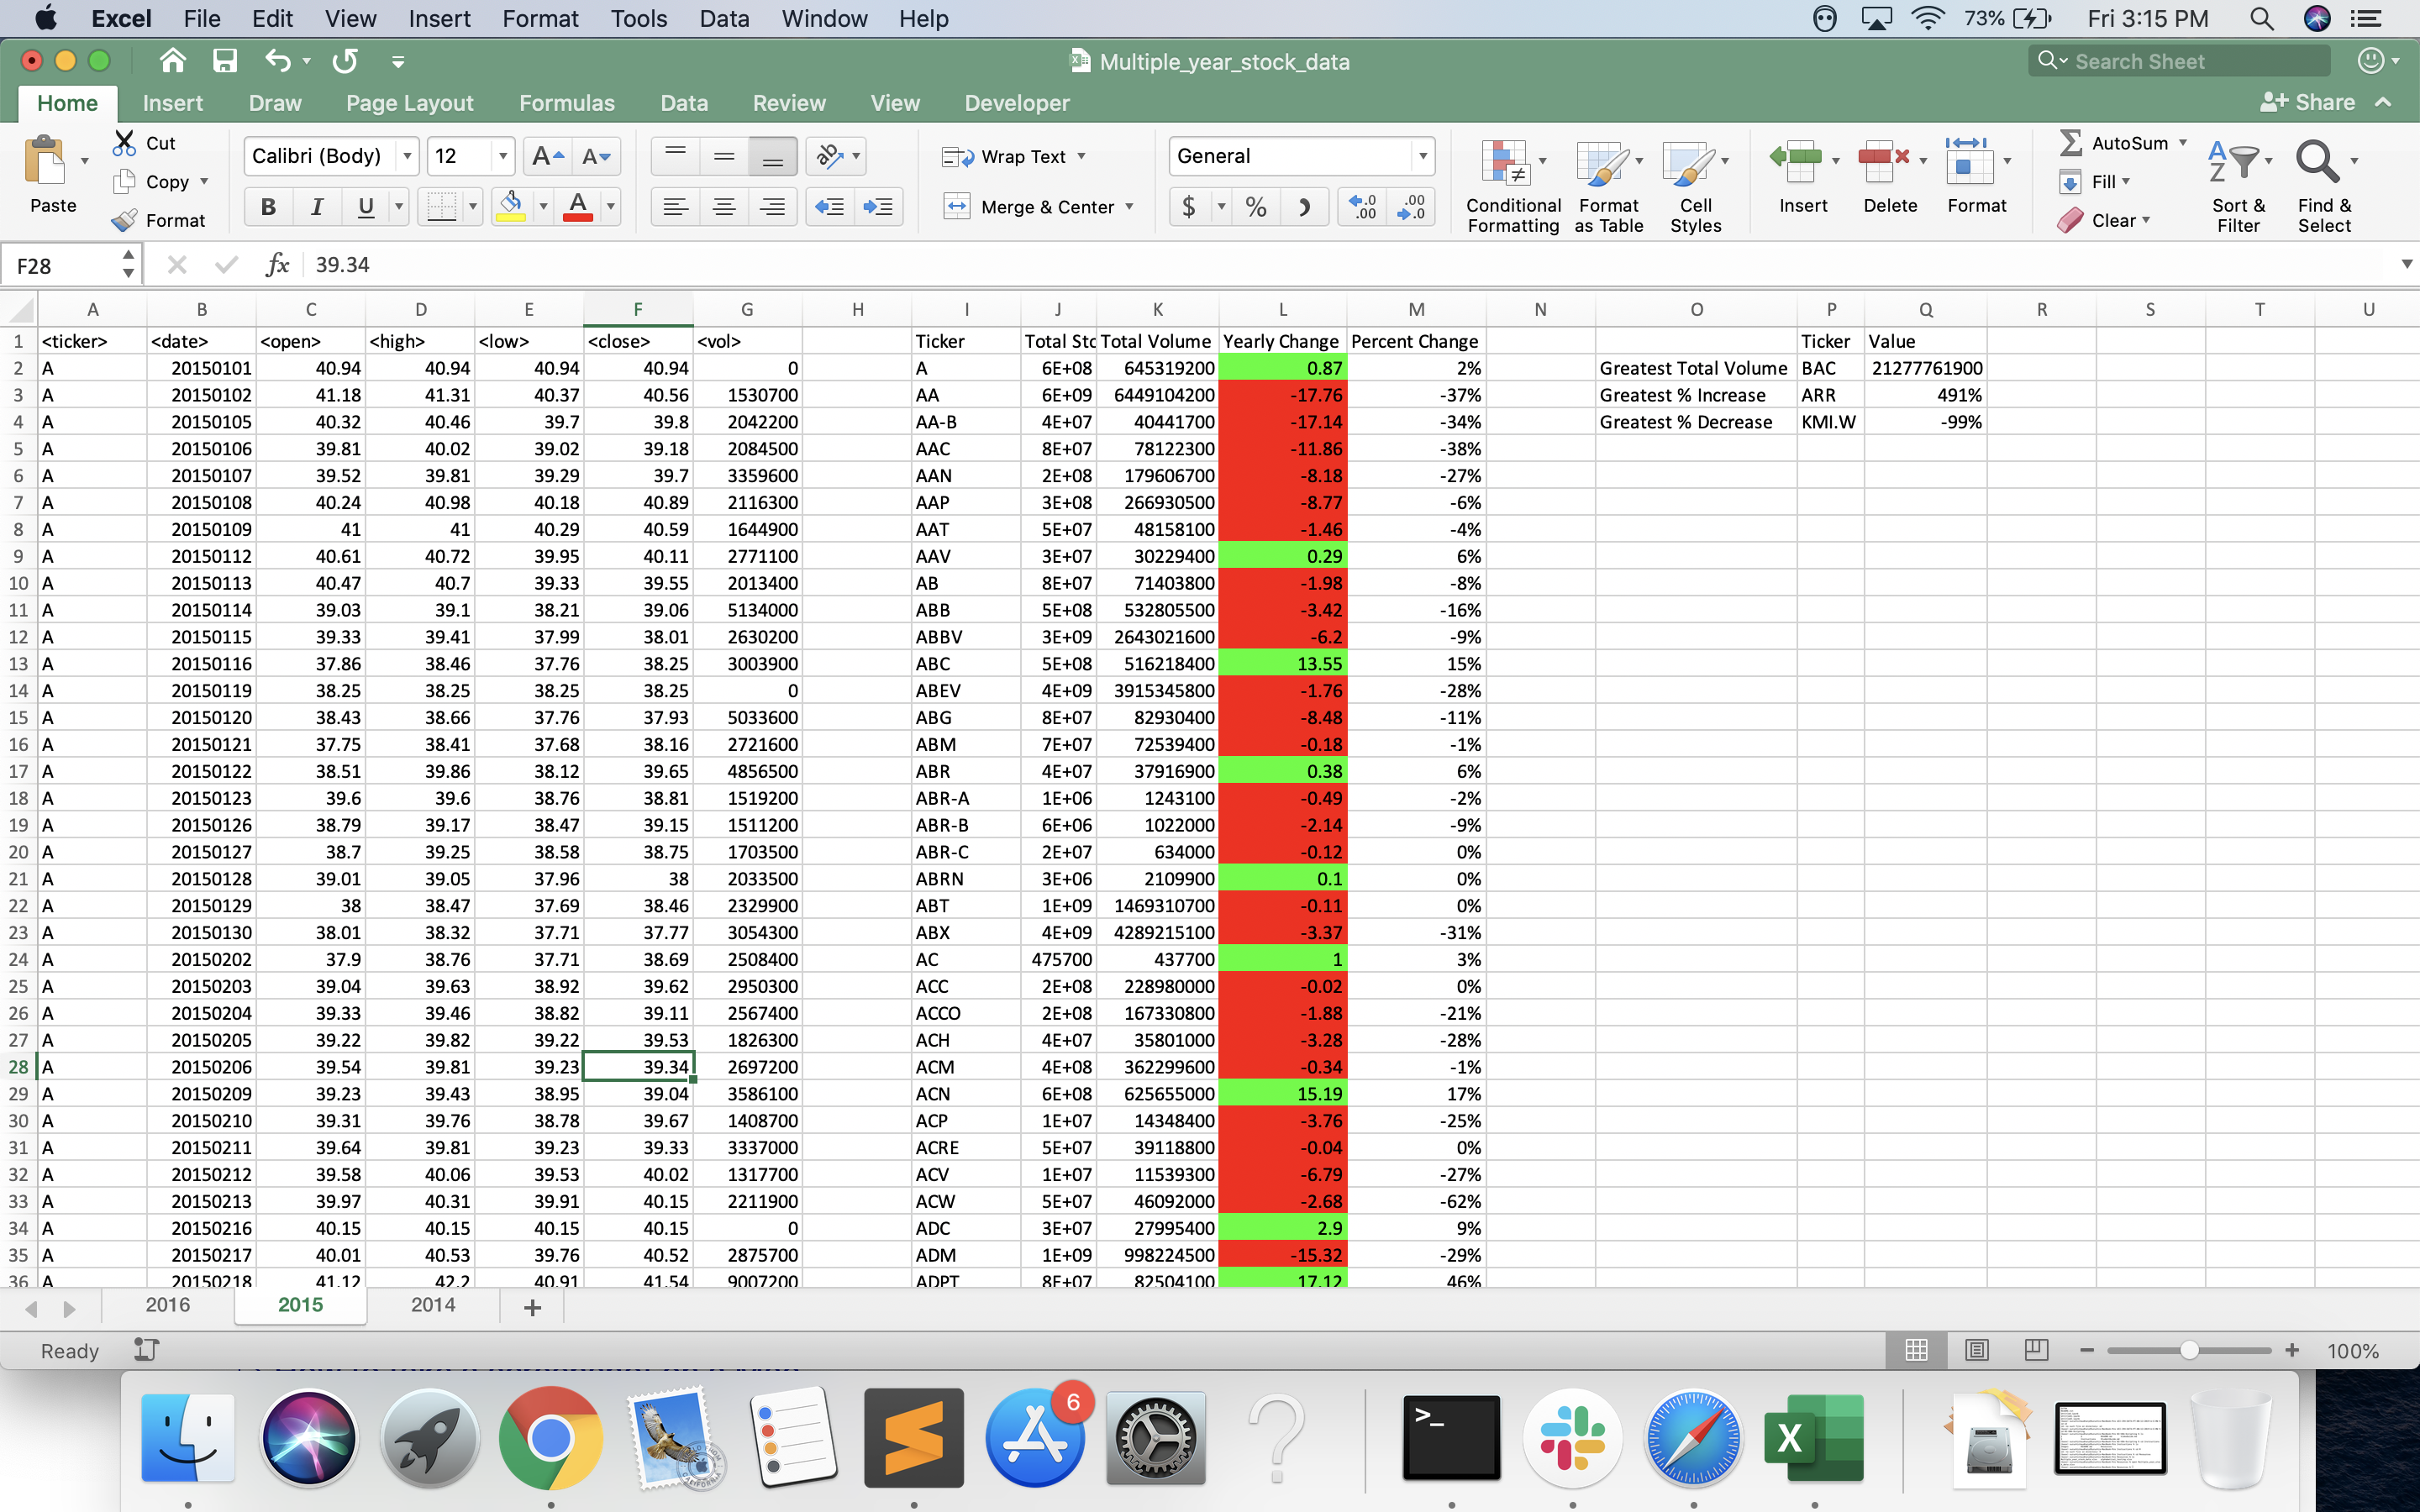 Excel File Edit View Insert Format Tools Data Window Help 73% Fri 3:15 PM
Multiple_year_stock_data Search Sheet
Home Insert Draw Page Layout Formulas Data Review View Developer Share
Paste Cut Copy Format
Calibri (Body) 12 A A
B I U A
ab Wrap Text
Merge & Center
General
$ % .0 .00 .00 .0
Conditional Formatting Format as Table Cell Styles
Insert Delete Format
AutoSum Fill Clear
A Z Sort & Filter Find & Select
F28 fx 39.34
A B C D E F G H I J K L M N O P Q R S T U
1 <ticker> <date> <open> <high> <low> <close> <vol> Ticker Total Stc Total Volume Yearly Change Percent Change Ticker Value
2 A 20150101 40.94 40.94 40.94 40.94 0 A 6E+08 645319200 0.87 2% Greatest Total Volume BAC 21277761900
3 A 20150102 41.18 41.31 40.37 40.56 1530700 AA 6E+09 6449104200 -17.76 -37% Greatest % Increase ARR 491%
4 A 20150105 40.32 40.46 39.7 39.8 2042200 AA-B 4E+07 40441700 -17.14 -34% Greatest % Decrease KMI.W -99%
5 A 20150106 39.81 40.02 39.02 39.18 2084500 AAC 8E+07 78122300 -11.86 -38%
6 A 20150107 39.52 39.81 39.29 39.7 3359600 AAN 2E+08 179606700 -8.18 -27%
7 A 20150108 40.24 40.98 40.18 40.89 2116300 AAP 3E+08 266930500 -8.77 -6%
8 A 20150109 41 41 40.29 40.59 1644900 AAT 5E+07 48158100 -1.46 -4%
9 A 20150112 40.61 40.72 39.95 40.11 2771100 AAV 3E+07 30229400 0.29 6%
10 A 20150113 40.47 40.7 39.33 39.55 2013400 AB 8E+07 71403800 -1.98 -8%
11 A 20150114 39.03 39.1 38.21 39.06 5134000 ABB 5E+08 532805500 -3.42 -16%
12 A 20150115 39.33 39.41 37.99 38.01 2630200 ABBV 3E+09 2643021600 -6.2 -9%
13 A 20150116 37.86 38.46 37.76 38.25 3003900 ABC 5E+08 516218400 13.55 15%
14 A 20150119 38.25 38.25 38.25 38.25 0 ABEV 4E+09 3915345800 -1.76 -28%
15 A 20150120 38.43 38.66 37.76 37.93 5033600 ABG 8E+07 82930400 -8.48 -11%
16 A 20150121 37.75 38.41 37.68 38.16 2721600 ABM 7E+07 72539400 -0.18 -1%
17 A 20150122 38.51 39.86 38.12 39.65 4856500 ABR 4E+07 37916900 0.38 6%
18 A 20150123 39.6 39.6 38.76 38.81 1519200 ABR-A 1E+06 1243100 -0.49 -2%
19 A 20150126 38.79 39.17 38.47 39.15 1511200 ABR-B 6E+06 1022000 -2.14 -9%
20 A 20150127 38.7 39.25 38.58 38.75 1703500 ABR-C 2E+07 634000 -0.12 0%
21 A 20150128 39.01 39.05 37.96 38 2033500 ABRN 3E+06 2109900 0.1 0%
22 A 20150129 38 38.47 37.69 38.46 2329900 ABT 1E+09 1469310700 -0.11 0%
23 A 20150130 38.01 38.32 37.71 37.77 3054300 ABX 4E+09 4289215100 -3.37 -31%
24 A 20150202 37.9 38.76 37.71 38.69 2508400 AC 475700 437700 1 3%
25 A 20150203 39.04 39.63 38.92 39.62 2950300 ACC 2E+08 228980000 -0.02 0%
26 A 20150204 39.33 39.46 38.82 39.11 2567400 ACCO 2E+08 167330800 -1.88 -21%
27 A 20150205 39.22 39.82 39.22 39.53 1826300 ACH 4E+07 35801000 -3.28 -28%
28 A 20150206 39.54 39.81 39.23 39.34 2697200 ACM 4E+08 362299600 -0.34 -1%
29 A 20150209 39.23 39.43 38.95 39.04 3586100 ACN 6E+08 625655000 15.19 17%
30 A 20150210 39.31 39.76 38.78 39.67 1408700 ACP 1E+07 14348400 -3.76 -25%
31 A 20150211 39.64 39.81 39.23 39.33 3337000 ACRE 5E+07 39118800 -0.04 0%
32 A 20150212 39.58 40.06 39.53 40.02 1317700 ACV 1E+07 11539300 -6.79 -27%
33 A 20150213 39.97 40.31 39.91 40.15 2211900 ACW 5E+07 46092000 -2.68 -62%
34 A 20150216 40.15 40.15 40.15 40.15 0 ADC 3E+07 27995400 2.9 9%
35 A 20150217 40.01 40.53 39.76 40.52 2875700 ADM 1E+09 998224500 -15.32 -29%
36 A 20150218 41.12 42.2 40.91 41.54 9007200 ADPT 8E+07 82504100 17.12 46%
2016 2015 2014 +
Ready 100%
6
>_
X